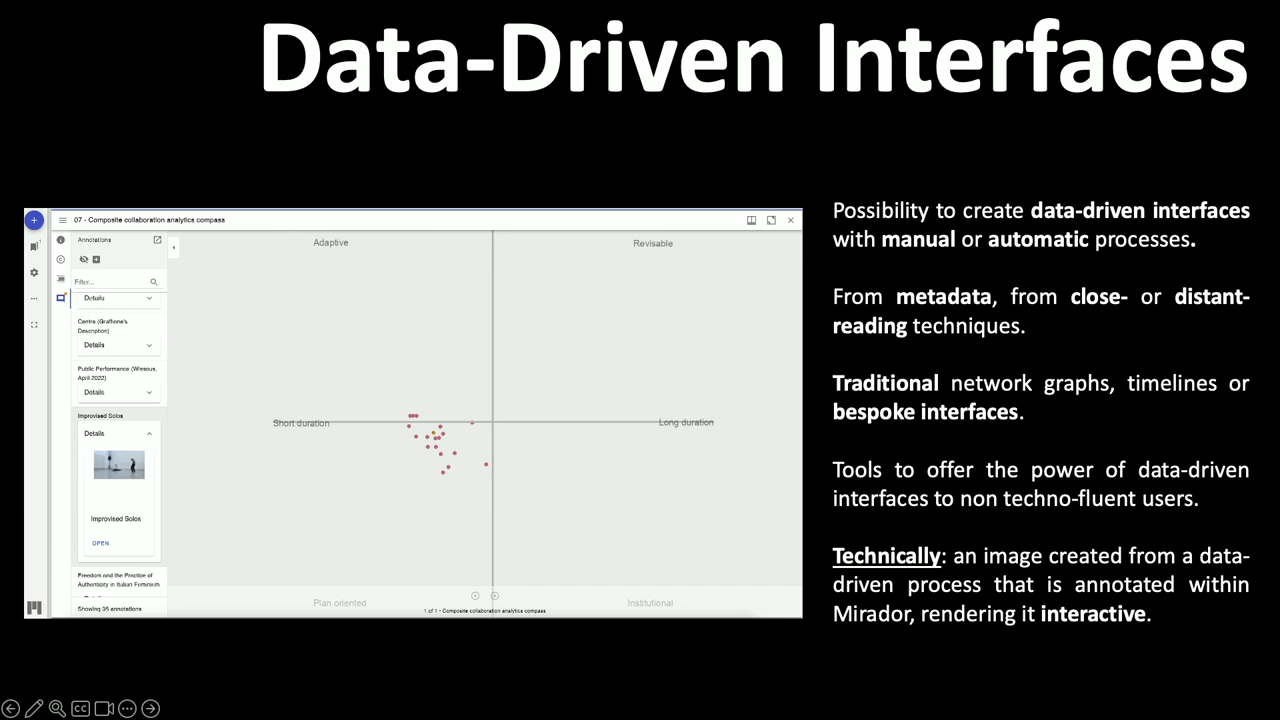 Data-Driven Interfaces
07 - Composite collaboration analytics compass
Annotations
Filter...
Details
Centre (Graftione's
Description)
Details
Public Performance (Wissous,
April 2022)
Details
Improvised Solos
Details
Improvised Solos
OPEN
Freedom and the Practice of
Authenticity in Italian Feminism
Showing 35 annotations
Adaptive
Revisable
Short duration
Long duration
Plan oriented
Institutional
1 of 1 - Composite collaboration analytics compass
Possibility to create data-driven interfaces
with manual or automatic processes.
From metadata, from close- or distant-
reading techniques.
Traditional network graphs, timelines or
bespoke interfaces.
Tools to offer the power of data-driven
interfaces to non techno-fluent users.
Technically: an image created from a data-
driven process that is annotated within
Mirador, rendering it interactive.
CC